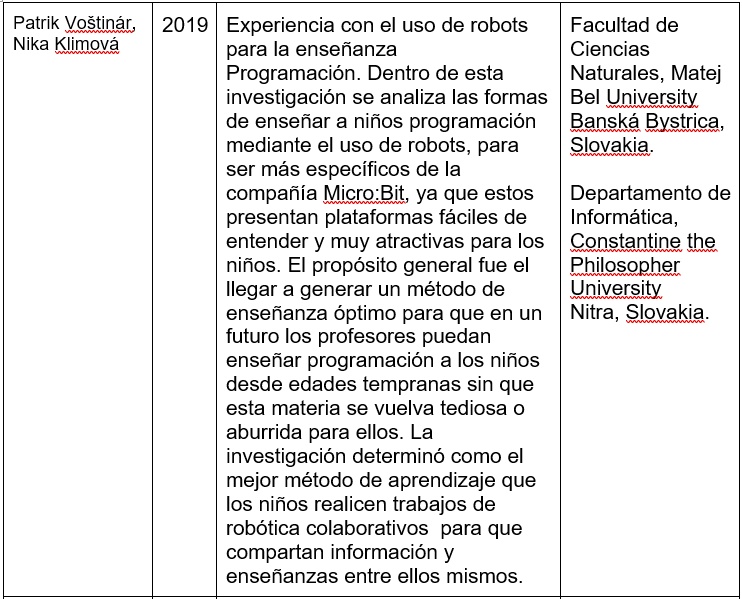 Patrik Voštinár,
Nika Klimová
2019
Experiencia con el uso de robots
para la enseñanza
Programación. Dentro de esta
investigación se analiza las formas
de enseñar a niños programación
mediante el uso de robots, para
ser más específicos de la
compañía Micro:Bit, ya que estos
presentan plataformas fáciles de
entender y muy atractivas para los
niños. El propósito general fue el
llegar a generar un método de
enseñanza óptimo para que en un
futuro los profesores puedan
enseñar programación a los niños
desde edades tempranas sin que
esta materia se vuelva tediosa o
aburrida para ellos. La
investigación determinó como el
mejor método de aprendizaje que
los niños realicen trabajos de
robótica colaborativos  para que
compartan información y
enseñanzas entre ellos mismos.
Facultad de
Ciencias
Naturales, Matej
Bel University
Banská Bystrica,
Slovakia.
Departamento de
Informática,
Constantine the
Philosopher
University
Nitra, Slovakia.